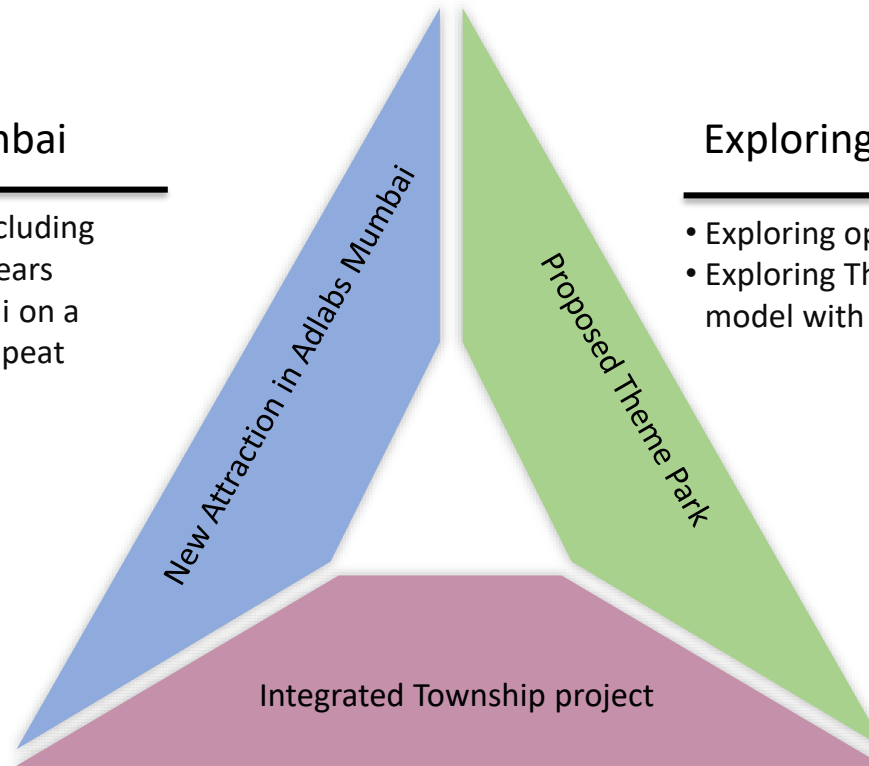 mbai
cluding
ears
i on a
peat
New Attraction in Adlabs Mumbai
Proposed Theme Park
Integrated Township project
Exploring
• Exploring op
• Exploring Th
model with